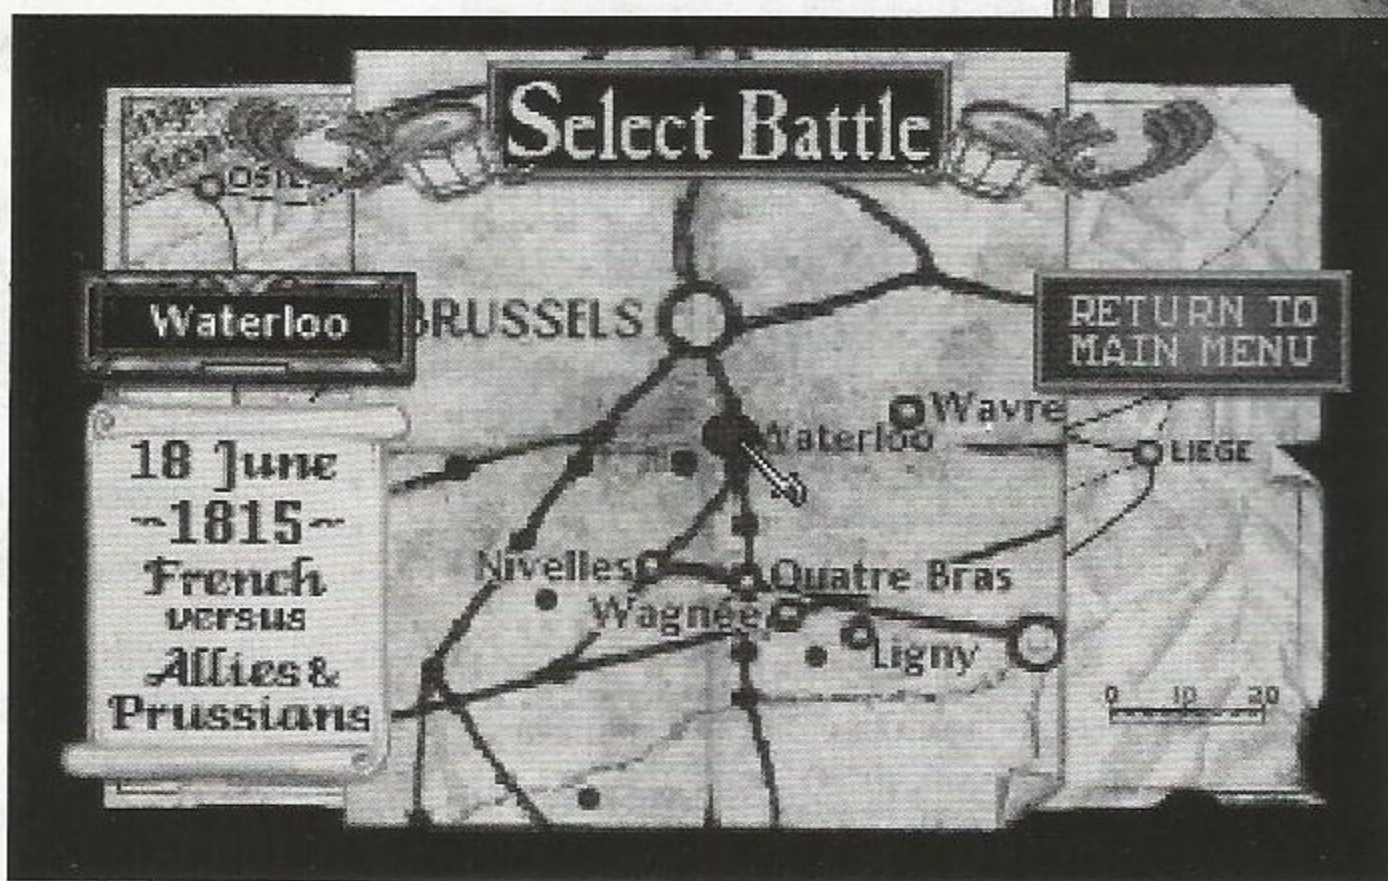 Select Battle
Waterloo
BRUSSELS
RETURN TO
MAIN MENU
Wavre
Waterloo
LIEGE
18 June
~1815~
French
versus
Allies &
Prussians
Nivelles
Quatre Bras
Wagnée
Ligny
0 10 20